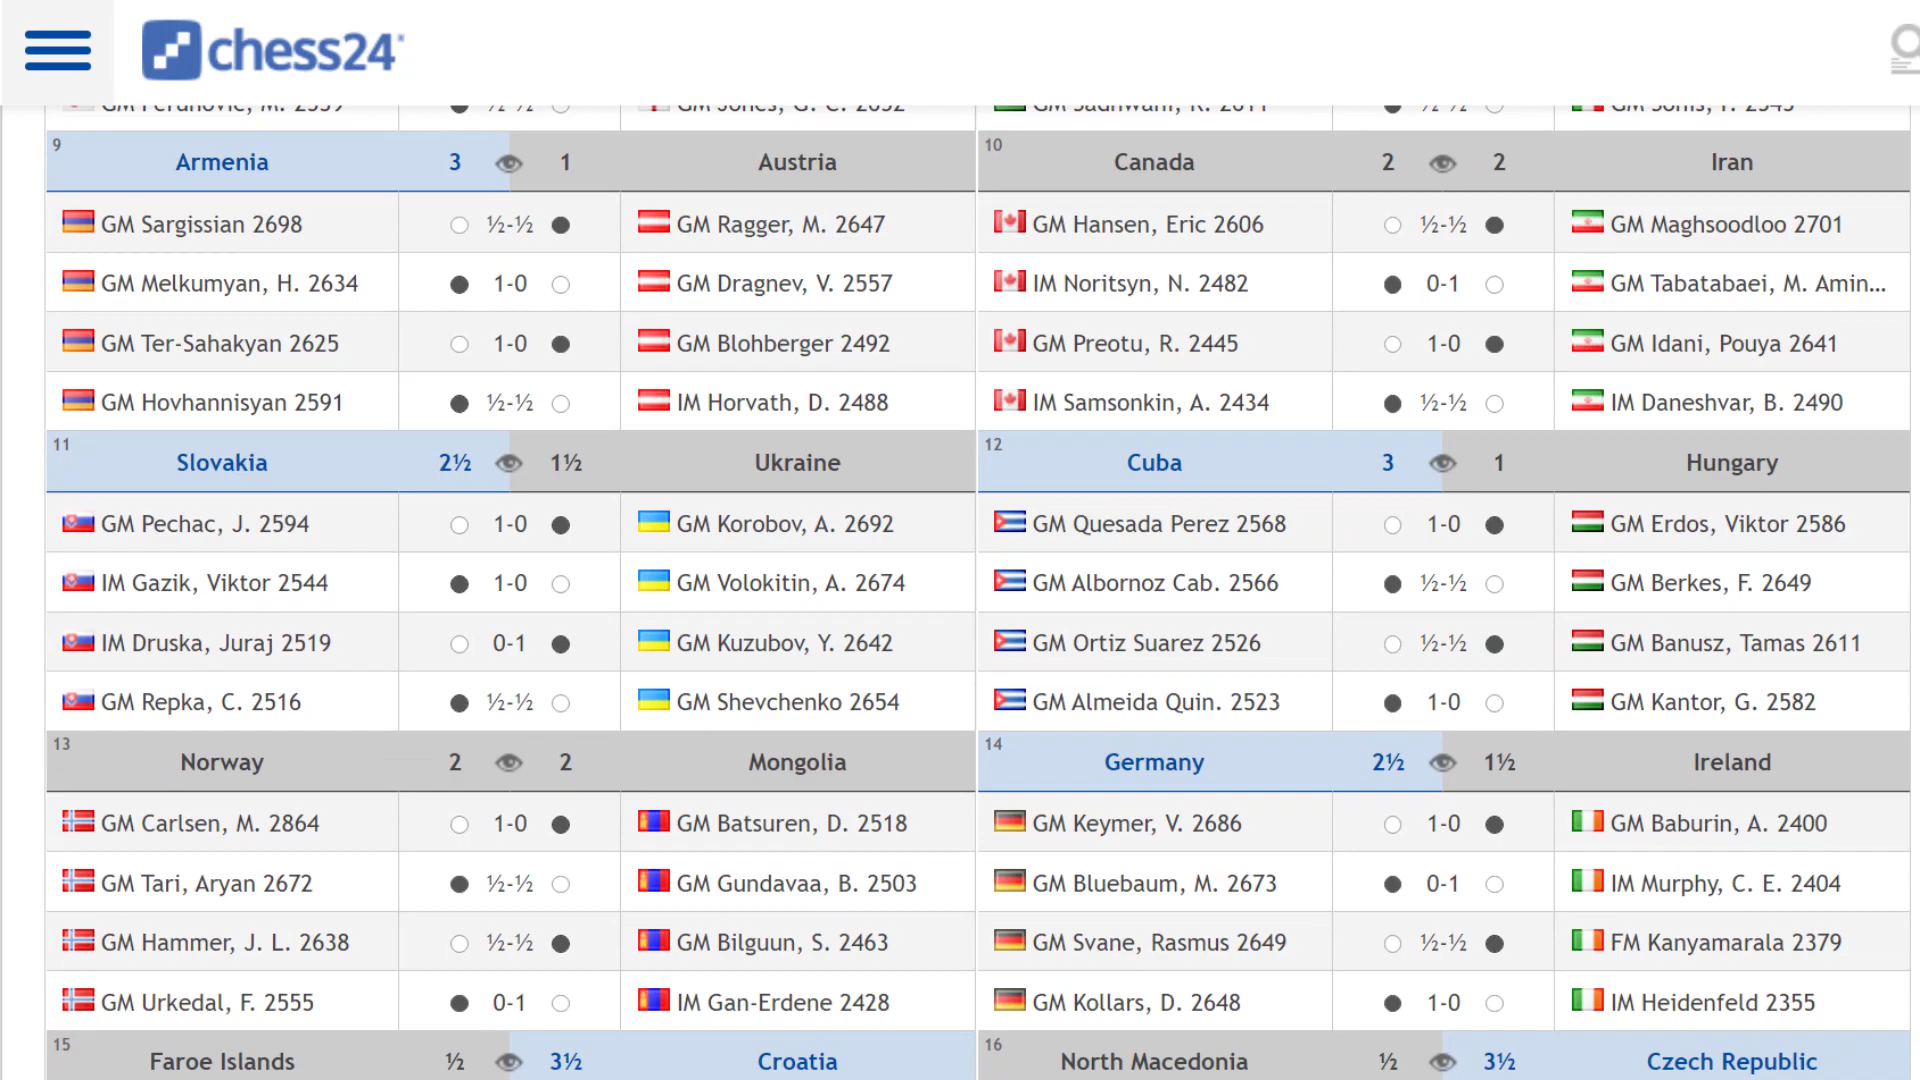 chess24
9 Armenia 3 1 Austria
GM Sargissian 2698 ½-½ GM Ragger, M. 2647
GM Melkumyan, H. 2634 1-0 GM Dragnev, V. 2557
GM Ter-Sahakyan 2625 1-0 GM Blohberger 2492
GM Hovhannisyan 2591 ½-½ IM Horvath, D. 2488
10 Canada 2 2 Iran
GM Hansen, Eric 2606 ½-½ GM Maghsoodloo 2701
IM Noritsyn, N. 2482 0-1 GM Tabatabaei, M. Amin...
GM Preotu, R. 2445 1-0 GM Idani, Pouya 2641
IM Samsonkin, A. 2434 ½-½ IM Daneshvar, B. 2490
11 Slovakia 2½ 1½ Ukraine
GM Pechac, J. 2594 1-0 GM Korobov, A. 2692
IM Gazik, Viktor 2544 1-0 GM Volokitin, A. 2674
IM Druska, Juraj 2519 0-1 GM Kuzubov, Y. 2642
GM Repka, C. 2516 ½-½ GM Shevchenko 2654
12 Cuba 3 1 Hungary
GM Quesada Perez 2568 1-0 GM Erdos, Viktor 2586
GM Albornoz Cab. 2566 ½-½ GM Berkes, F. 2649
GM Ortiz Suarez 2526 ½-½ GM Banusz, Tamas 2611
GM Almeida Quin. 2523 1-0 GM Kantor, G. 2582
13 Norway 2 2 Mongolia
GM Carlsen, M. 2864 1-0 GM Batsuren, D. 2518
GM Tari, Aryan 2672 ½-½ GM Gundavaa, B. 2503
GM Hammer, J. L. 2638 ½-½ GM Bilguun, S. 2463
GM Urkedal, F. 2555 0-1 IM Gan-Erdene 2428
14 Germany 2½ 1½ Ireland
GM Keymer, V. 2686 1-0 GM Baburin, A. 2400
GM Bluebaum, M. 2673 0-1 IM Murphy, C. E. 2404
GM Svane, Rasmus 2649 ½-½ FM Kanyamarala 2379
GM Kollars, D. 2648 1-0 IM Heidenfeld 2355
15 Faroe Islands ½ 3½ Croatia
16 North Macedonia ½ 3½ Czech Republic